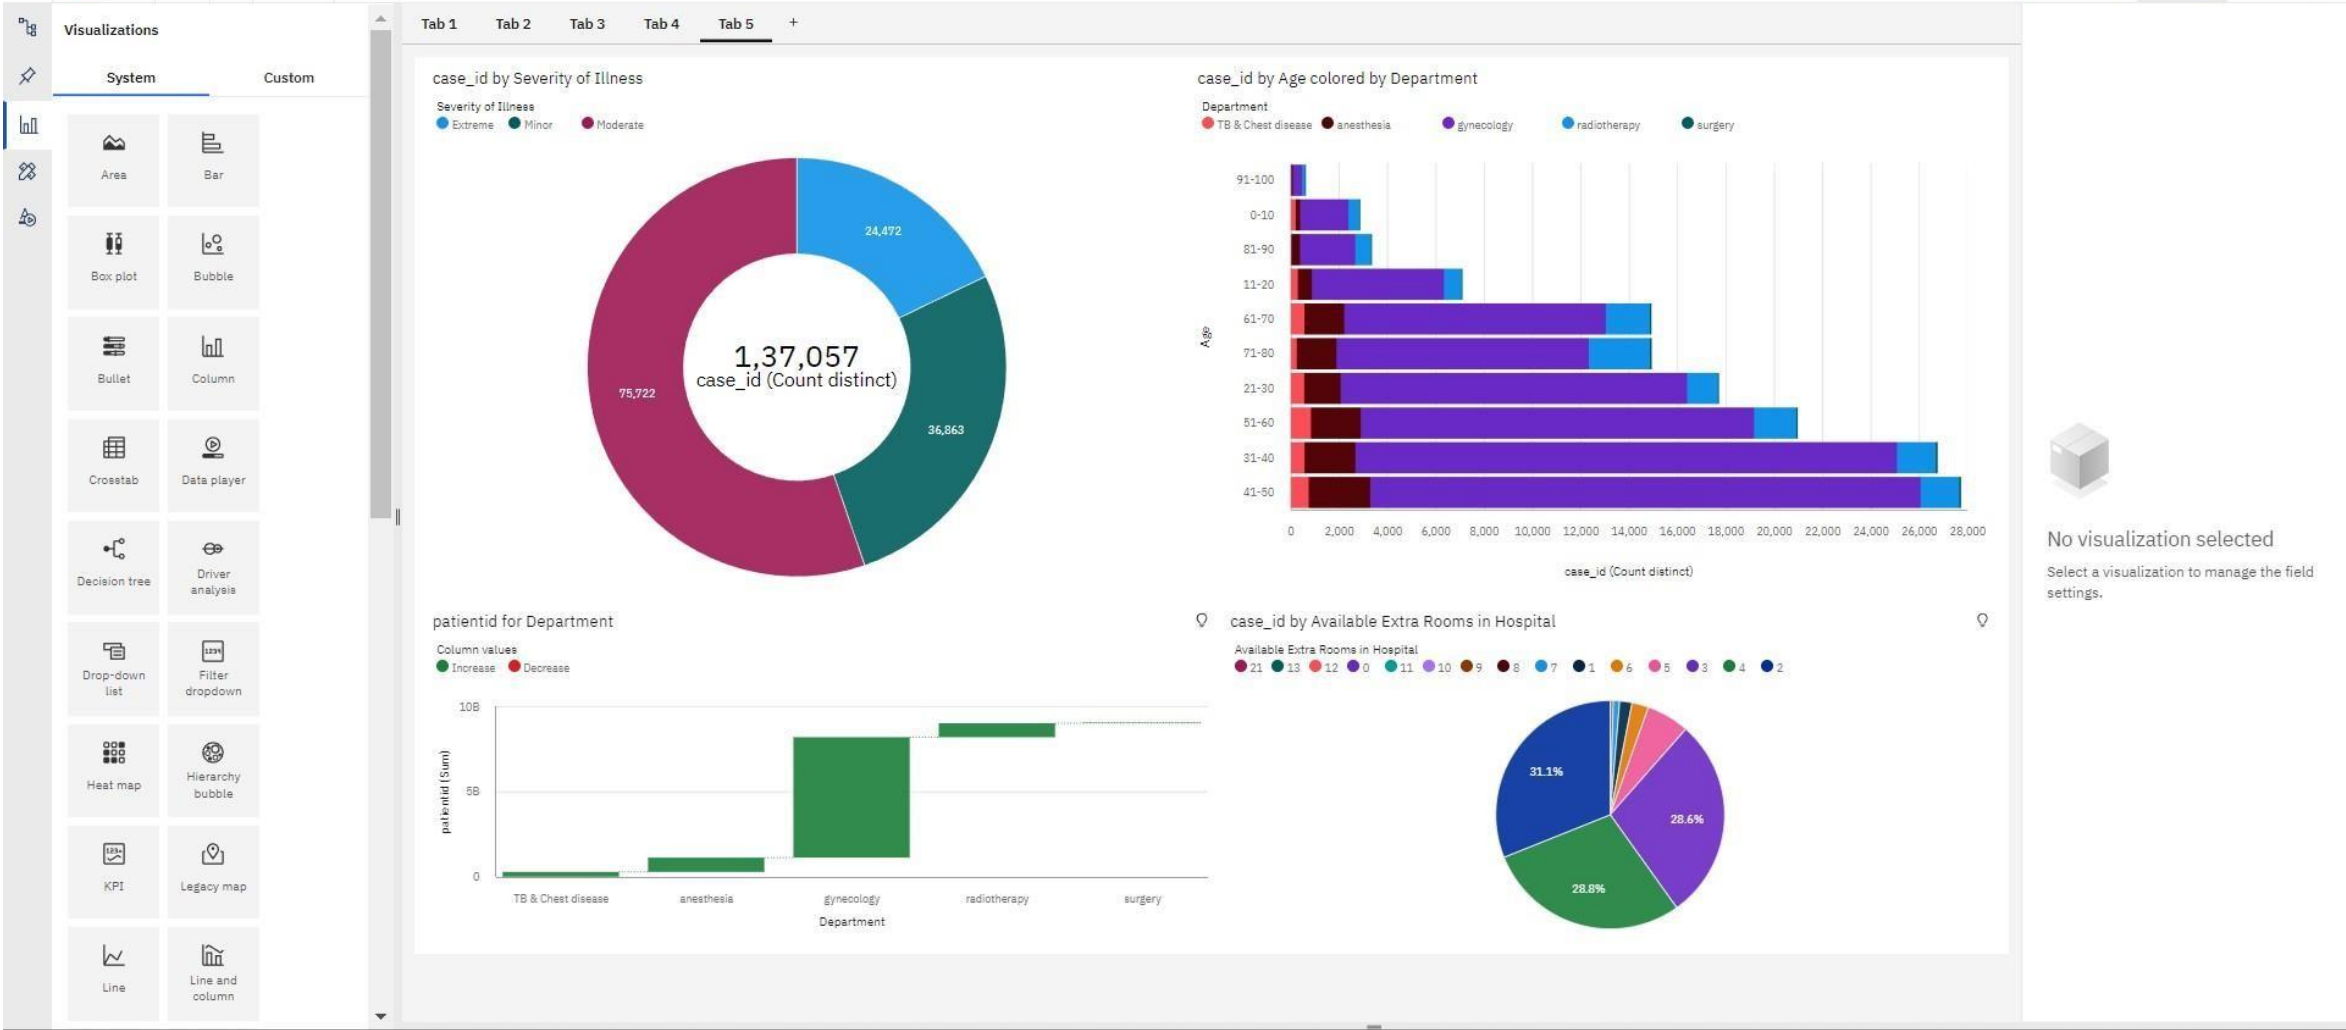 Visualizations
System
Custom
Area
Bar
Box plot
Bubble
Bullet
Column
Crosstab
Data player
Decision tree
Driver
analysis
Drop-down
list
Filter
dropdown
Heat map
Hierarchy
bubble
KPI
Legacy map
Line
Line and
column
Tab 1 Tab 2 Tab 3 Tab 4 Tab 5 +
case_id by Severity of Illness
Severity of Illness
Extreme Minor Moderate
24,472
36,863
75,722
1,37,057
case_id (Count distinct)
case_id by Age colored by Department
Department
TB & Chest disease anesthesia gynecology radiotherapy surgery
Age
91-100
0-10
81-90
11-20
61-70
71-80
21-30
51-60
31-40
41-50
0 2,000 4,000 6,000 8,000 10,000 12,000 14,000 16,000 18,000 20,000 22,000 24,000 26,000 28,000
case_id (Count distinct)
patientid for Department
Column values
Increase Decrease
patientid (Sum)
10B
5B
0
TB & Chest disease anesthesia gynecology radiotherapy surgery
Department
case_id by Available Extra Rooms in Hospital
Available Extra Rooms in Hospital
21 13 12 0 11 10 9 8 7 1 6 5 3 4 2
31.1%
28.6%
28.8%
No visualization selected
Select a visualization to manage the field
settings.